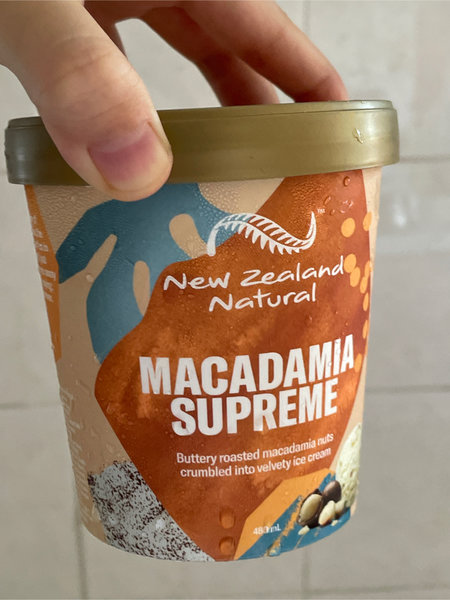 New Zealand
Natural
MACADAMIA
SUPREME
Buttery roasted macadamia nuts
crumbled into velvety ice cream
480mL